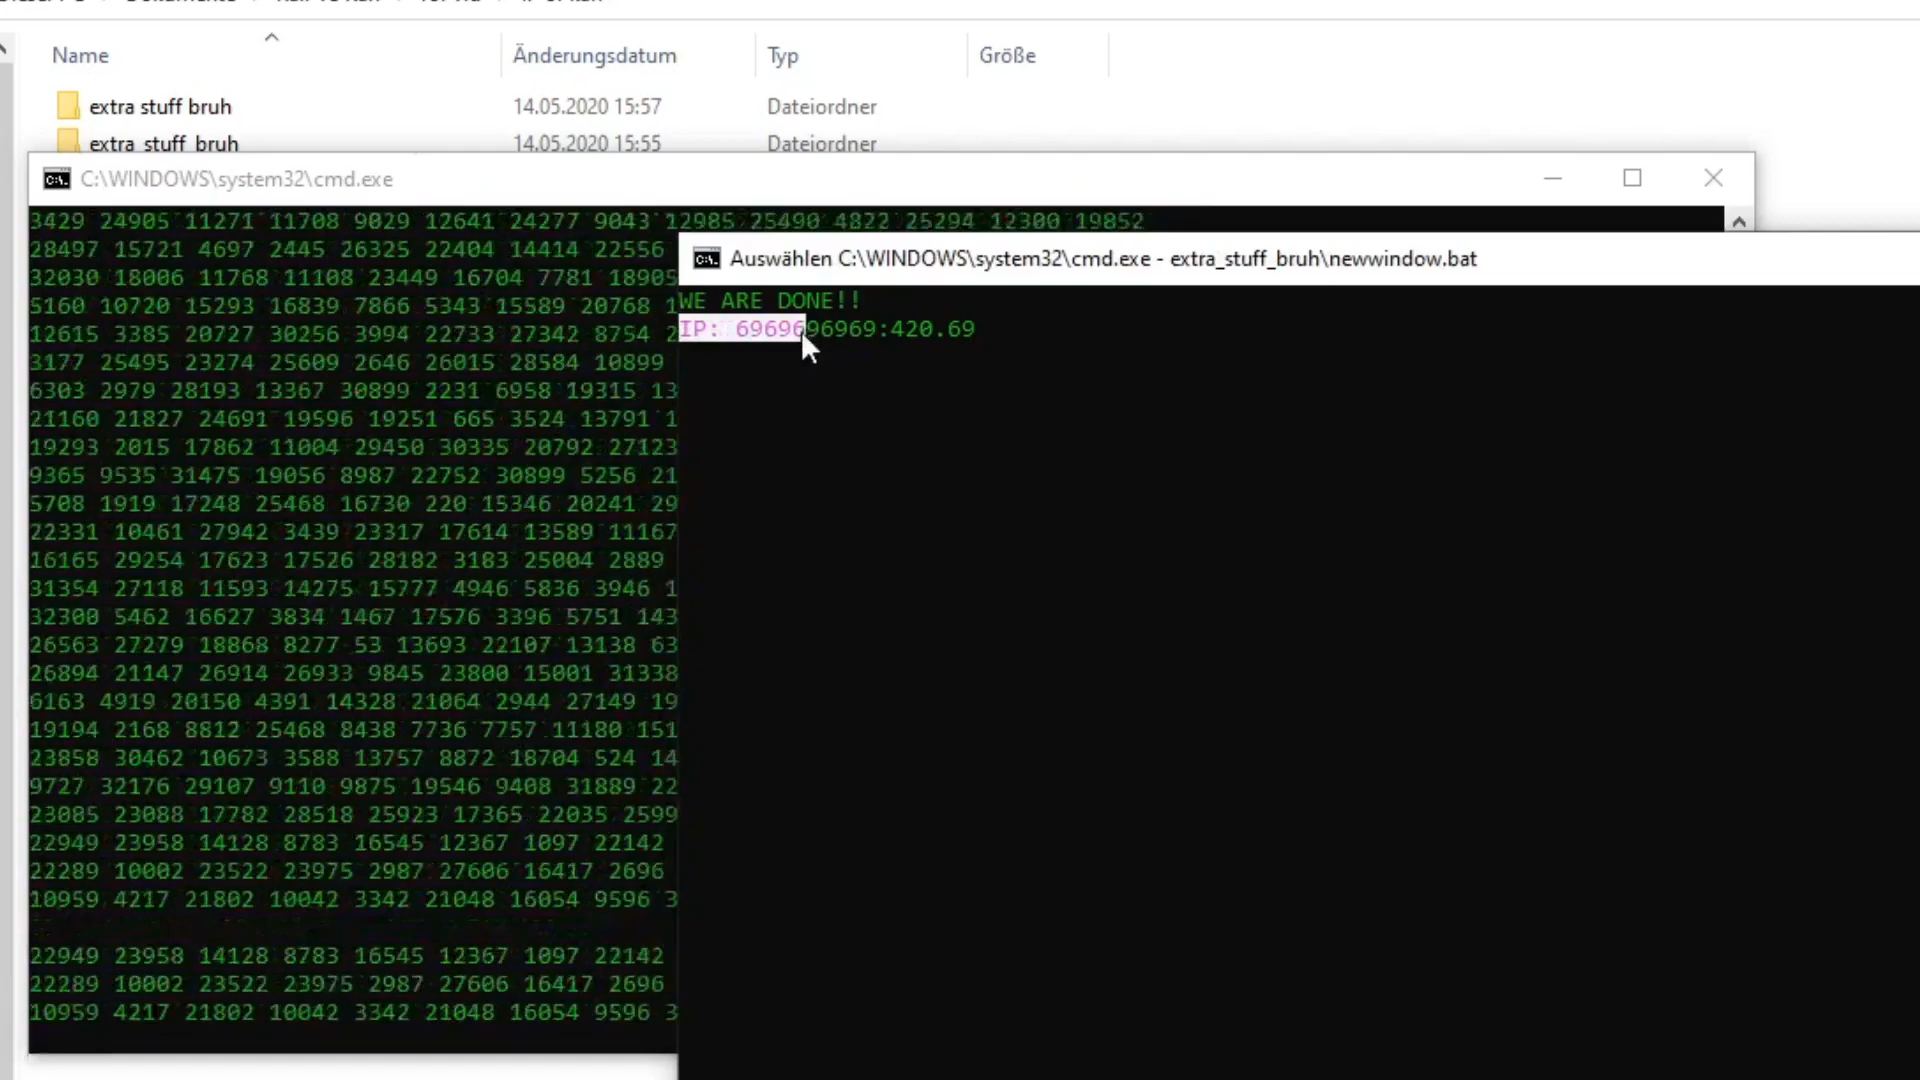 Name Änderungsdatum Typ Größe
extra stuff bruh 14.05.2020 15:57 Dateiordner
extra_stuff_bruh 14.05.2020 15:55 Dateiordner
C:\WINDOWS\system32\cmd.exe
3429 24905 11271 11708 9029 12641 24277 9043 12985 25490 4822 25294 12300 19852
28497 15721 4697 2445 26325 22404 14414 22556
32030 18006 11768 11108 23449 16704 7781 18905
5160 10720 15293 16839 7866 5343 15589 20768 1
12615 3385 20727 30256 3994 22733 27342 8754 2
3177 25495 23274 25609 2646 26015 28584 10899
6303 2979 28193 13367 30899 2231 6958 19315 13
21160 21827 24691 19596 19251 665 3524 13791 1
19293 2015 17862 11004 29450 30335 20792 27123
9365 9535 31475 19056 8987 22752 30899 5256 21
5708 1919 17248 25468 16730 220 15346 20241 29
22331 10461 27942 3439 23317 17614 13589 11167
16165 29254 17623 17526 28182 3183 25004 2889
31354 27118 11593 14275 15777 4946 5836 3946 1
32300 5462 16627 3834 1467 17576 3396 5751 143
26563 27279 18868 8277 53 13693 22107 13138 63
26894 21147 26914 26933 9845 23800 15001 31338
6163 4919 20150 4391 14328 21064 2944 27149 19
19194 2168 8812 25468 8438 7736 7757 11180 151
23858 30462 10673 3588 13757 8872 18704 524 14
9727 32176 29107 9110 9875 19546 9408 31889 22
23085 23088 17782 28518 25923 17365 22035 2599
22949 23958 14128 8783 16545 12367 1097 22142
22289 10002 23522 23975 2987 27606 16417 2696
10959 4217 21802 10042 3342 21048 16054 9596 3
22949 23958 14128 8783 16545 12367 1097 22142
22289 10002 23522 23975 2987 27606 16417 2696
10959 4217 21802 10042 3342 21048 16054 9596 3
Auswählen C:\WINDOWS\system32\cmd.exe - extra_stuff_bruh\newwindow.bat
WE ARE DONE!!
IP: 6969696969:420.69